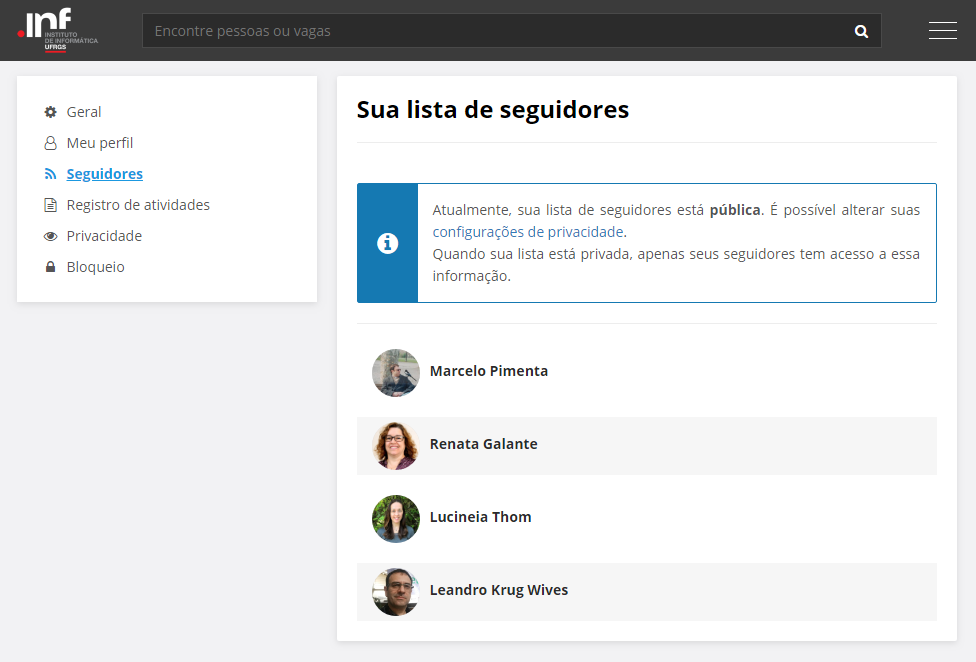 .inf
INSTITUTO
DE INFORMÁTICA
UFRGS
Encontre pessoas ou vagas
Geral
Meu perfil
Seguidores
Registro de atividades
Privacidade
Bloqueio
Sua lista de seguidores
Atualmente, sua lista de seguidores está pública. É possível alterar suas
configurações de privacidade.
Quando sua lista está privada, apenas seus seguidores tem acesso a essa
informação.
Marcelo Pimenta
Renata Galante
Lucineia Thom
Leandro Krug Wives